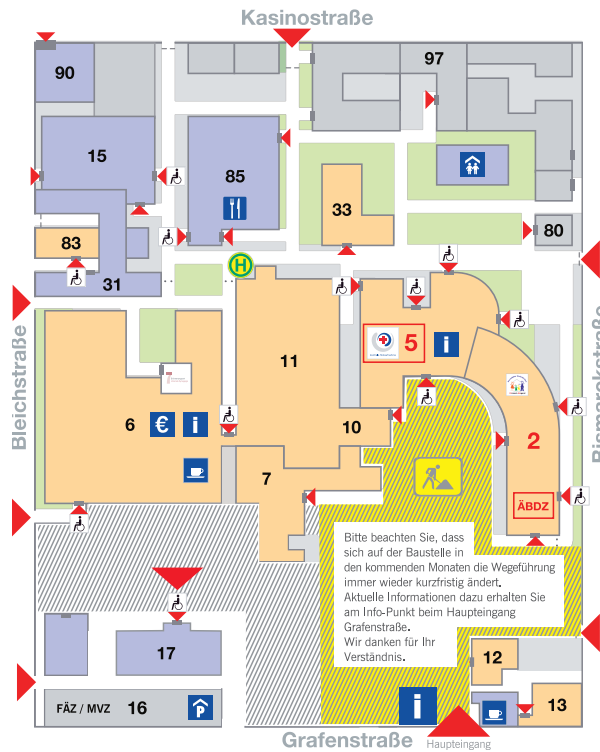 Kasinostraße
90
97
15
85
33
83
80
31
H
Bleichstraße
Bismarckstraße
5
i
11
6
€
i
10
2
7
ÄBDZ
Bitte beachten Sie, dass
sich auf der Baustelle in
den kommenden Monaten die Wegeführung
immer wieder kurzfristig ändert.
Aktuelle Informationen dazu erhalten Sie
am Info-Punkt beim Haupteingang
Grafenstraße.
Wir danken für Ihr
Verständnis.
17
12
FÄZ / MVZ 16
P
i
13
Grafenstraße
Haupteingang